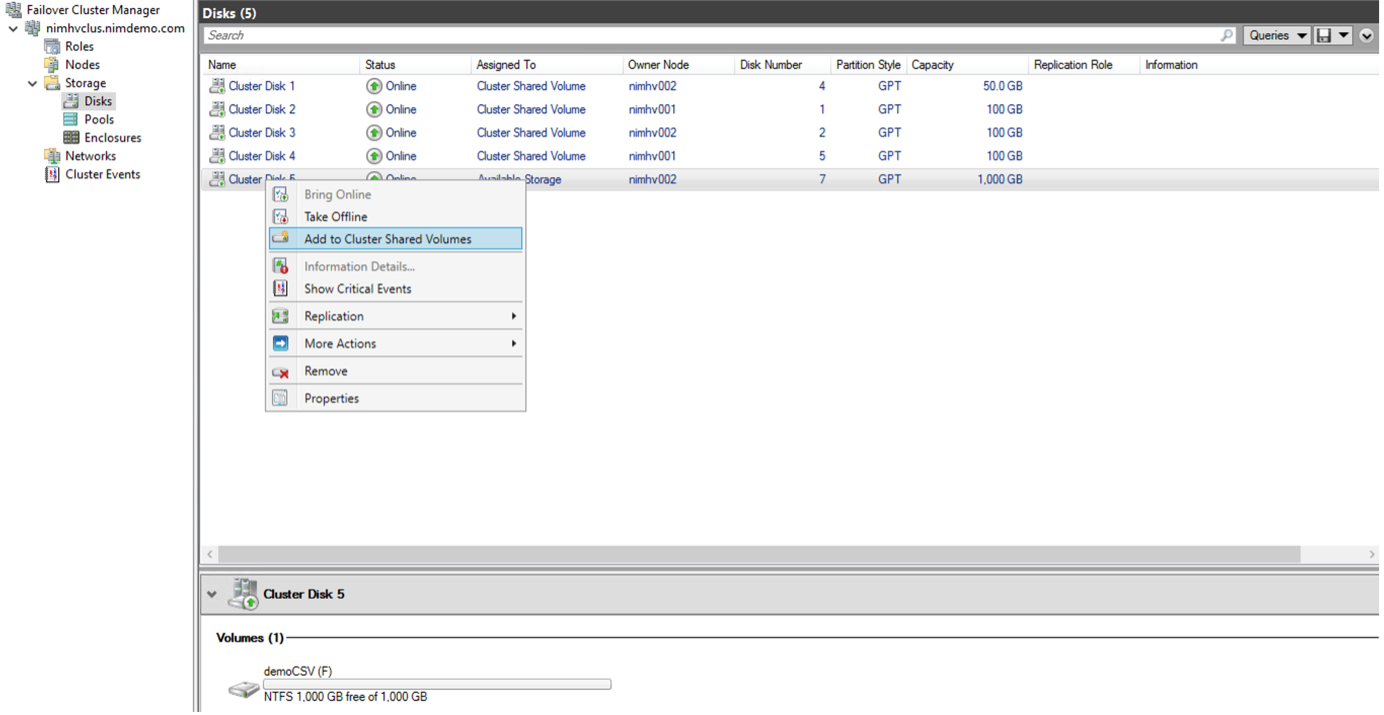 Failover Cluster Manager
nimhvclus.nimdemo.com
Roles
Nodes
Storage
Disks
Pools
Enclosures
Networks
Cluster Events
Disks (5)
Search
Queries
Name Status Assigned To Owner Node Disk Number Partition Style Capacity Replication Role Information
Cluster Disk 1 Online Cluster Shared Volume nimhv002 4 GPT 50.0 GB
Cluster Disk 2 Online Cluster Shared Volume nimhv001 1 GPT 100 GB
Cluster Disk 3 Online Cluster Shared Volume nimhv002 2 GPT 100 GB
Cluster Disk 4 Online Cluster Shared Volume nimhv001 5 GPT 100 GB
Cluster Disk 5 Online Available Storage nimhv002 7 GPT 1,000 GB
Bring Online
Take Offline
Add to Cluster Shared Volumes
Information Details...
Show Critical Events
Replication
More Actions
Remove
Properties
Cluster Disk 5
Volumes (1)
demoCSV (F)
NTFS 1,000 GB free of 1,000 GB